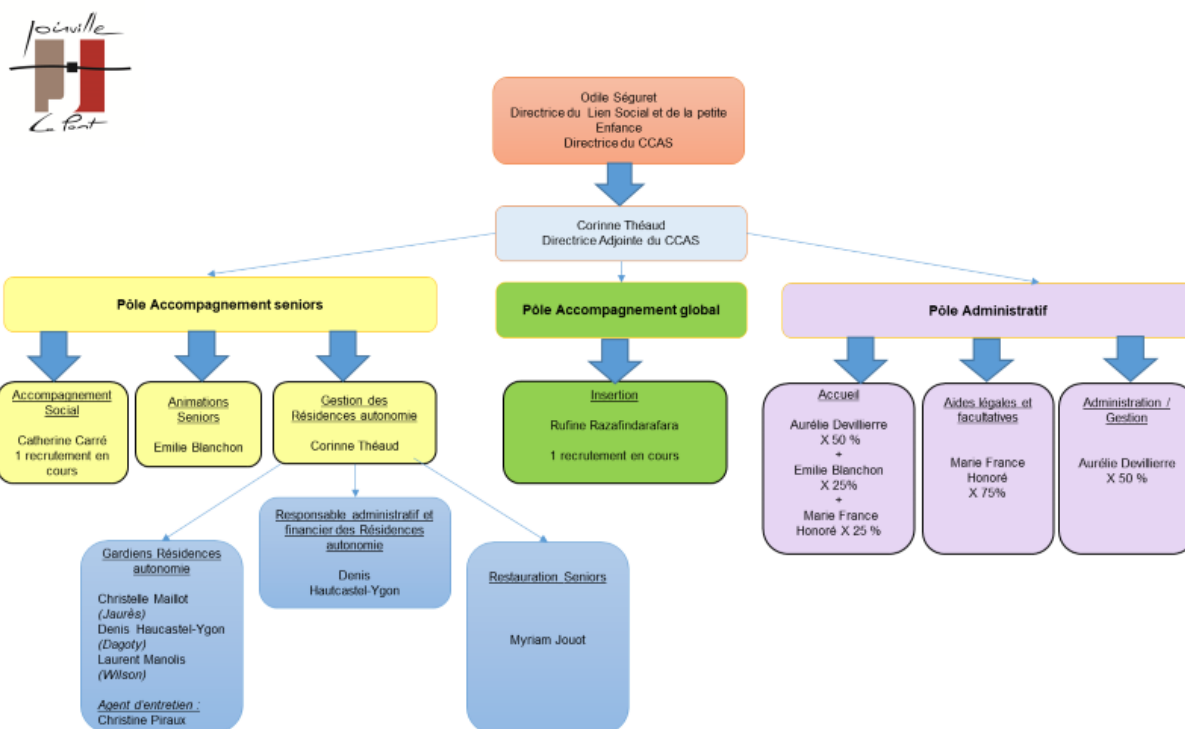 Joinville
Le Pont
Odile Séguret
Directrice du Lien Social et de la petite
Enfance
Directrice du CCAS
Corinne Théaud
Directrice Adjointe du CCAS
Pôle Accompagnement seniors
Pôle Accompagnement global
Pôle Administratif
Accompagnement
Social
Catherine Carré
1 recrutement en
cours
Animations
Seniors
Emilie Blanchon
Gestion des
Résidences autonomie
Corinne Théaud
Insertion
Rufine Razafindarafara
1 recrutement en cours
Accueil
Aurélie Devillierre
X 50 %
+
Emilie Blanchon
X 25%
+
Marie France
Honoré X 25 %
Aides légales et
facultatives
Marie France
Honoré
X 75%
Administration /
Gestion
Aurélie Devillierre
X 50 %
Gardiens Résidences
autonomie
Christelle Maillot
(Jaurès)
Denis Haucastel-Ygon
(Dagoty)
Laurent Manolis
(Wilson)
Agent d'entretien :
Christine Piraux
Responsable administratif et
financier des Résidences
autonomie
Denis
Hautcastel-Ygon
Restauration Seniors
Myriam Jouot